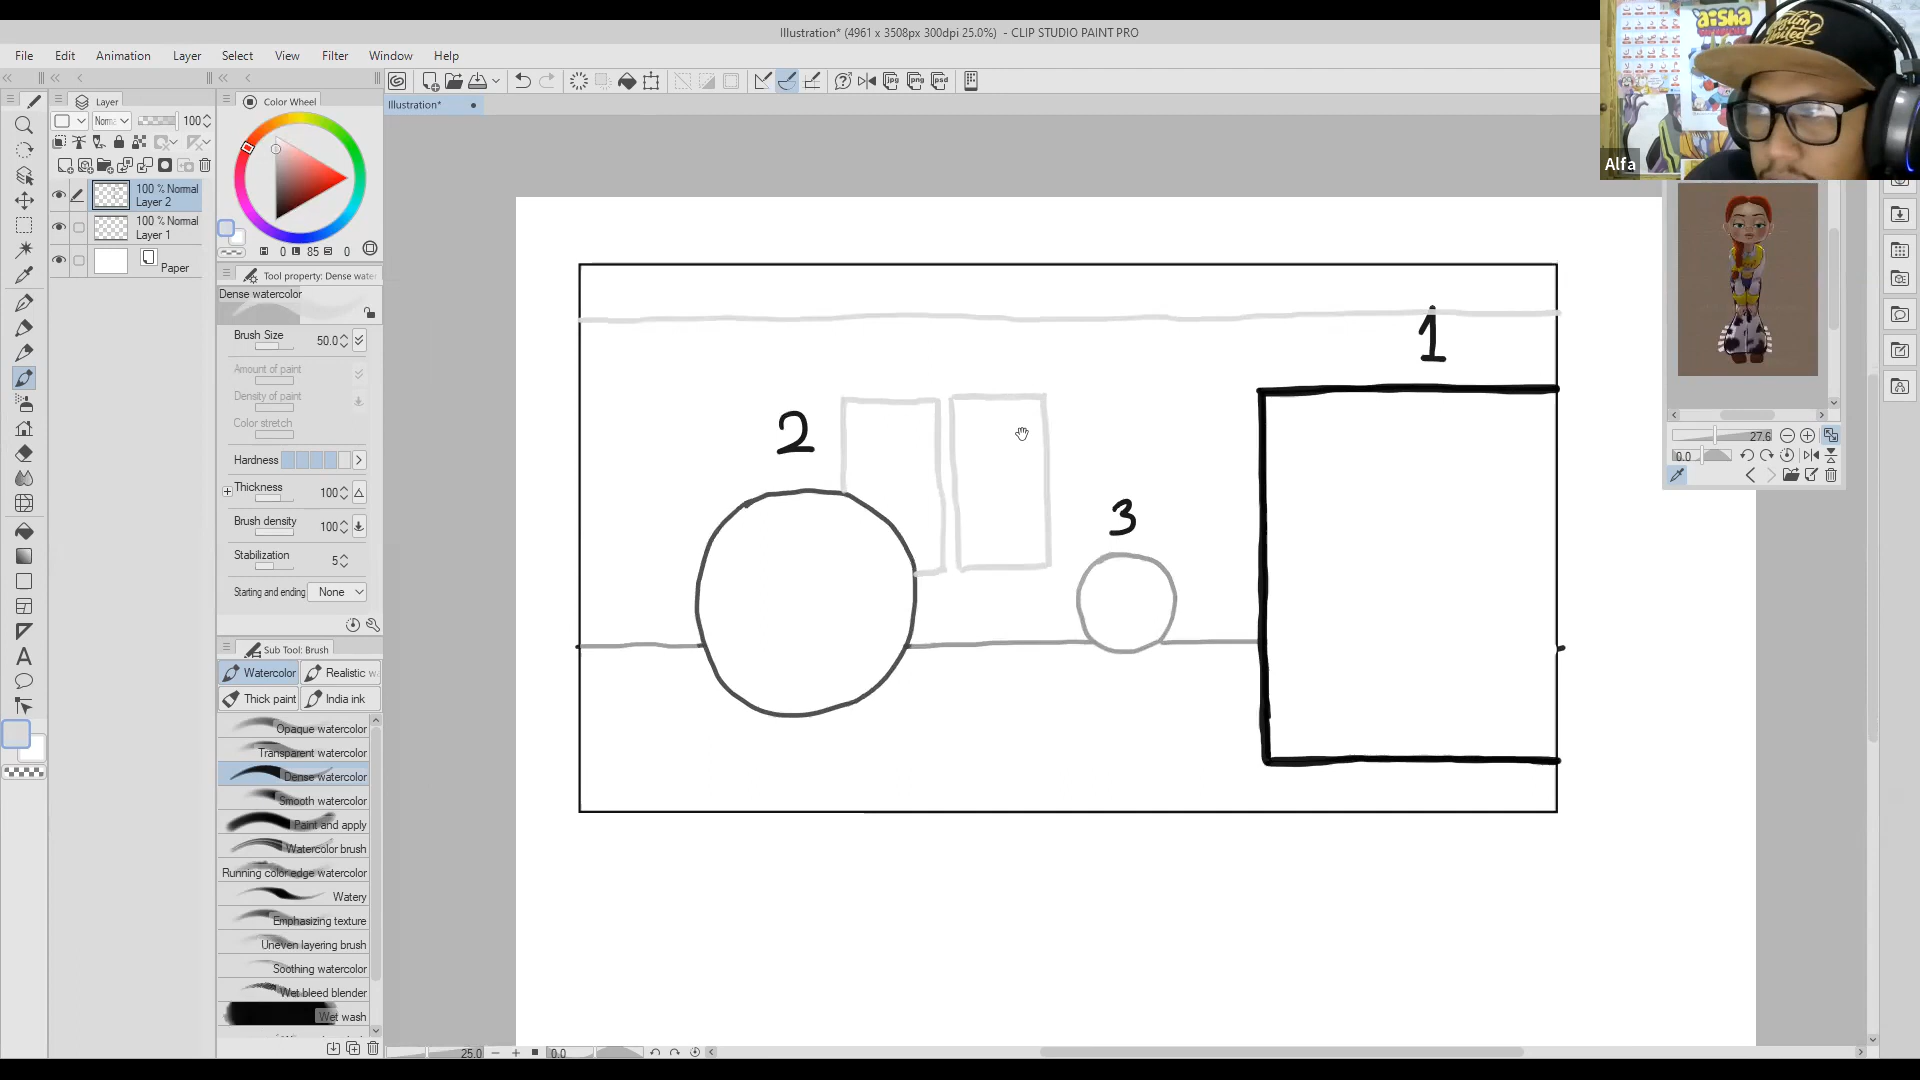 Illustration* (4961 x 3508px 300dpi 25.0%) - CLIP STUDIO PAINT PRO
File Edit Animation Layer Select View Filter Window Help
Layer
Color Wheel
Illustration*
100
100 % Normal
Layer 2
100 % Normal
Layer 1
Paper
0 85 0
Tool property: Dense water
Dense watercolor
Brush Size 50.0
Amount of paint
Density of paint
Color stretch
Hardness
Thickness 100
Brush density 100
Stabilization 5
Starting and ending None
Sub Tool: Brush
Watercolor Realistic
Thick paint India ink
Opaque watercolor
Transparent watercolor
Dense watercolor
Smooth watercolor
Paint and apply
Watercolor brush
Running color edge watercolor
Watery
Emphasizing texture
Uneven layering brush
Soothing watercolor
Wet bleed blender
Wet wash
1
2
3
25.0
0.0
aisha
Muslim
United
Alfa
27.6
0.0